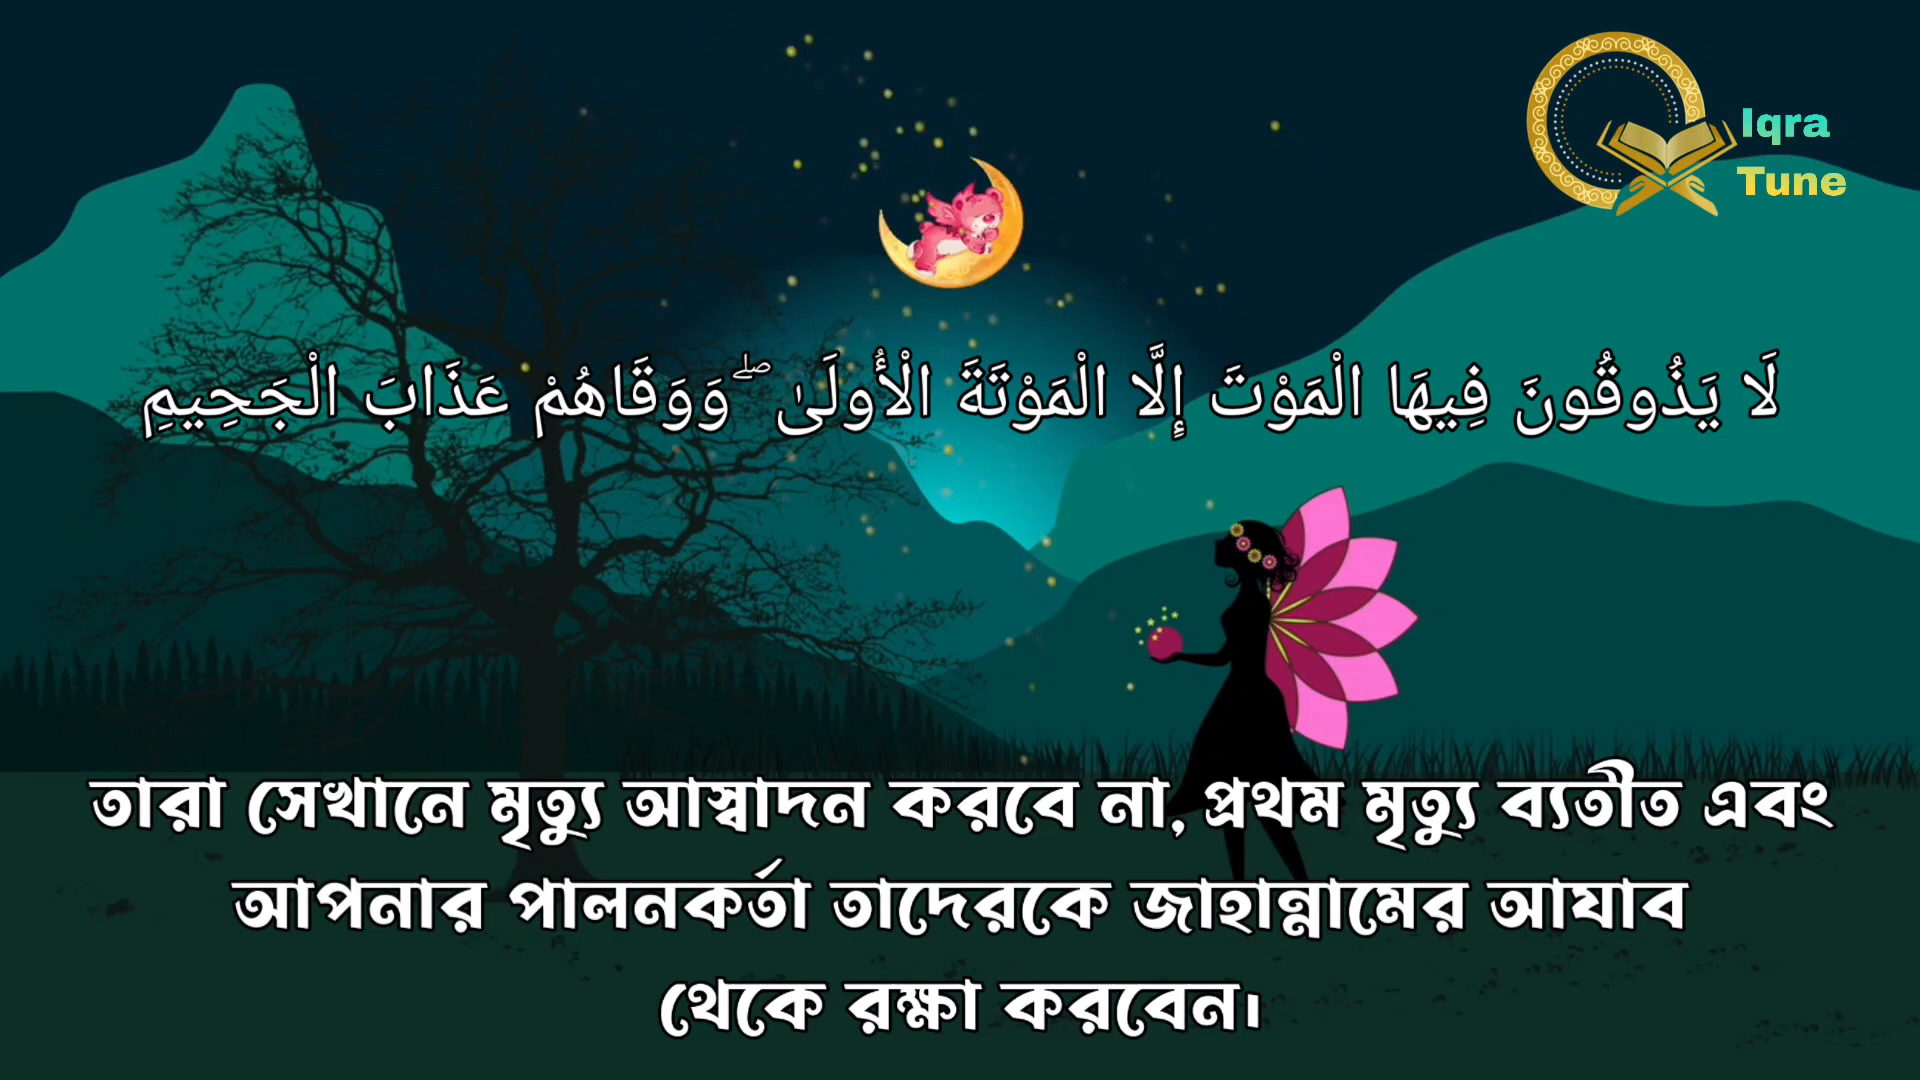 Iqra
Tune
لَا يَذُوقُونَ فِيهَا الْمَوْتَ إِلَّا الْمَوْتَةَ الْأُولَىٰ ۖ وَوَقَاهُمْ عَذَابَ الْجَحِيمِ
তারা সেখানে মৃত্যু আস্বাদন করবে না, প্রথম মৃত্যু ব্যতীত এবং
আপনার পালনকর্তা তাদেরকে জাহান্নামের আযাব
থেকে রক্ষা করবেন।